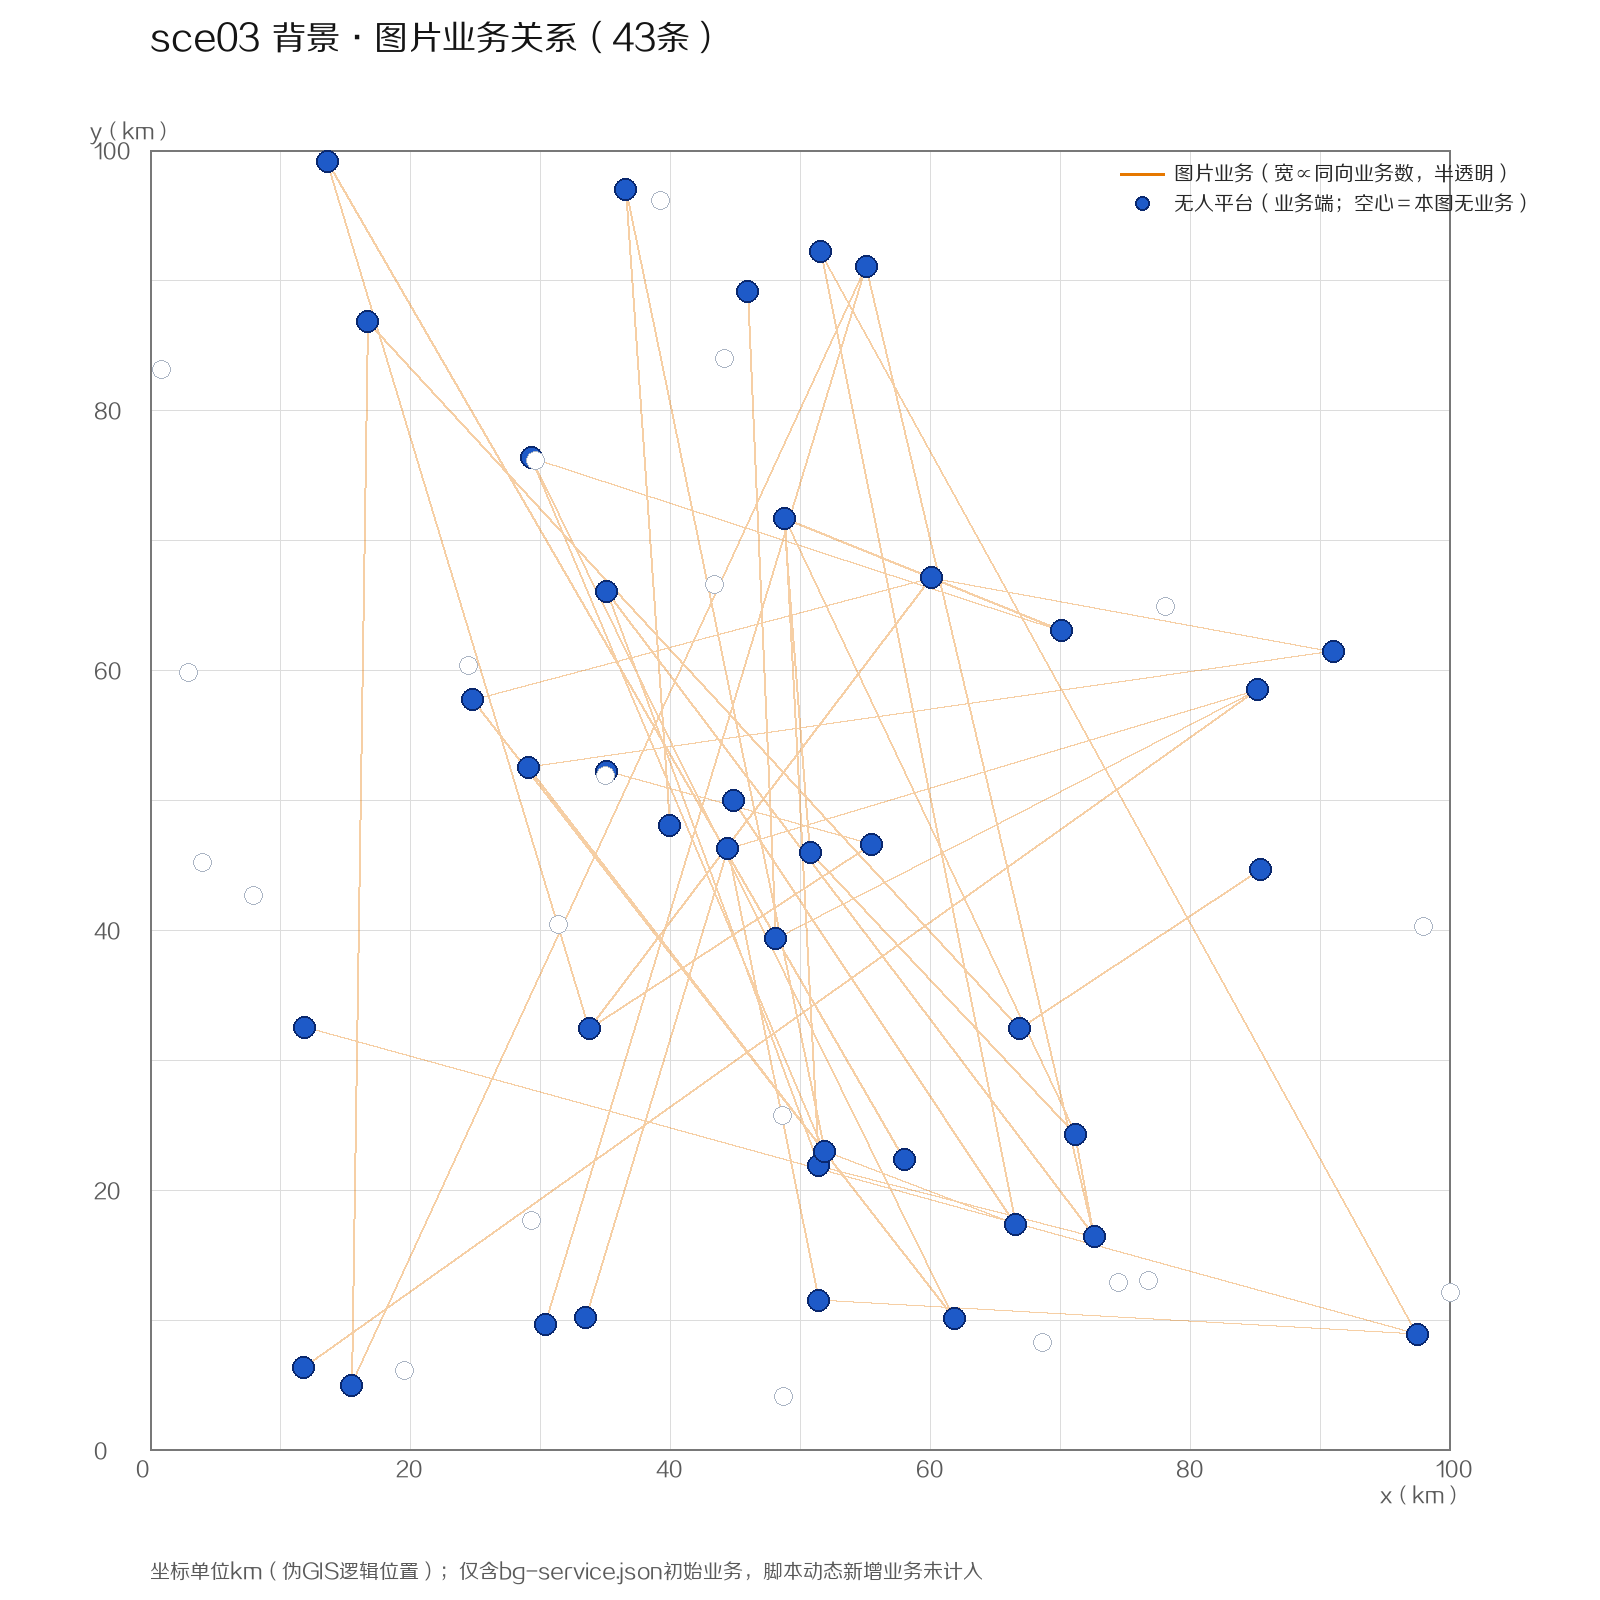 sce03 背景·图片业务关系（43条）
y（km）
100
图片业务（宽∝同向业务数，半透明）
无人平台（业务端；空心＝本图无业务）
80
60
40
20
0
0 20 40 60 80 100
x（km）
坐标单位km（伪GIS逻辑位置）；仅含bg-service.json初始业务，脚本动态新增业务未计入